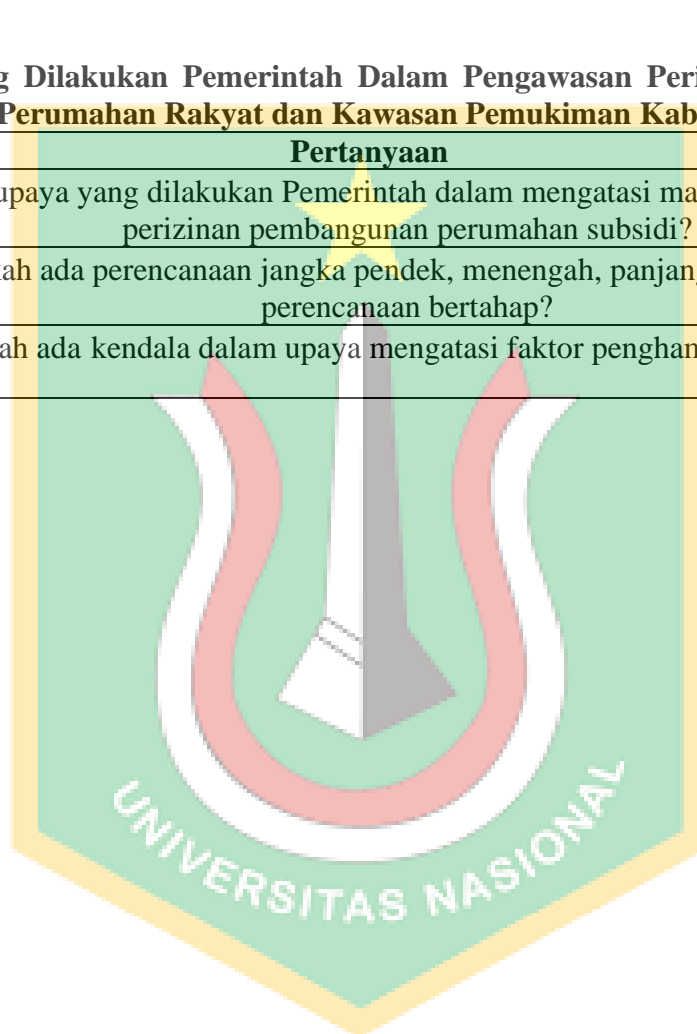 g Dilakukan Pemerintah Dalam Pengawasan Peri
Perumahan Rakyat dan Kawasan Pemukiman Kab
Pertanyaan
upaya yang dilakukan Pemerintah dalam mengatasi ma
perizinan pembangunan perumahan subsidi?
ah ada perencanaan jangka pendek, menengah, panjang
perencanaan bertahap?
ah ada kendala dalam upaya mengatasi faktor pengham
UNIVERSITAS NASIONAL